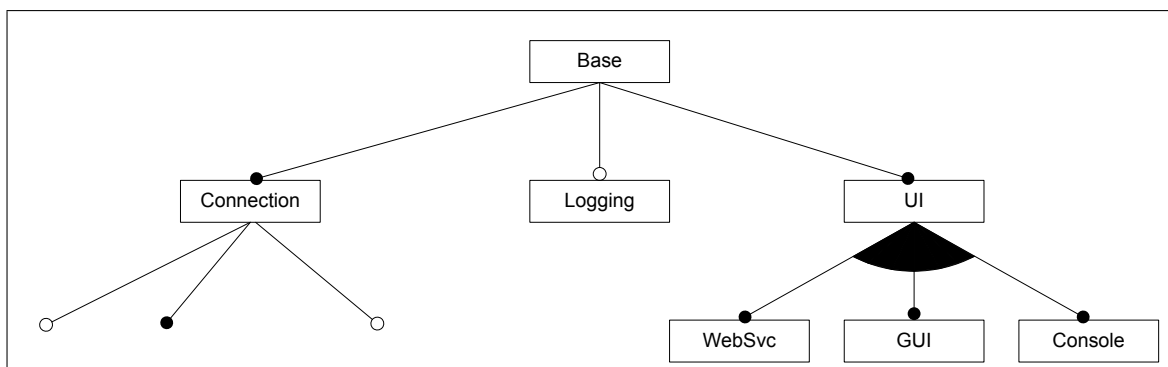 Base
Connection
Logging
UI
WebSvc
GUI
Console